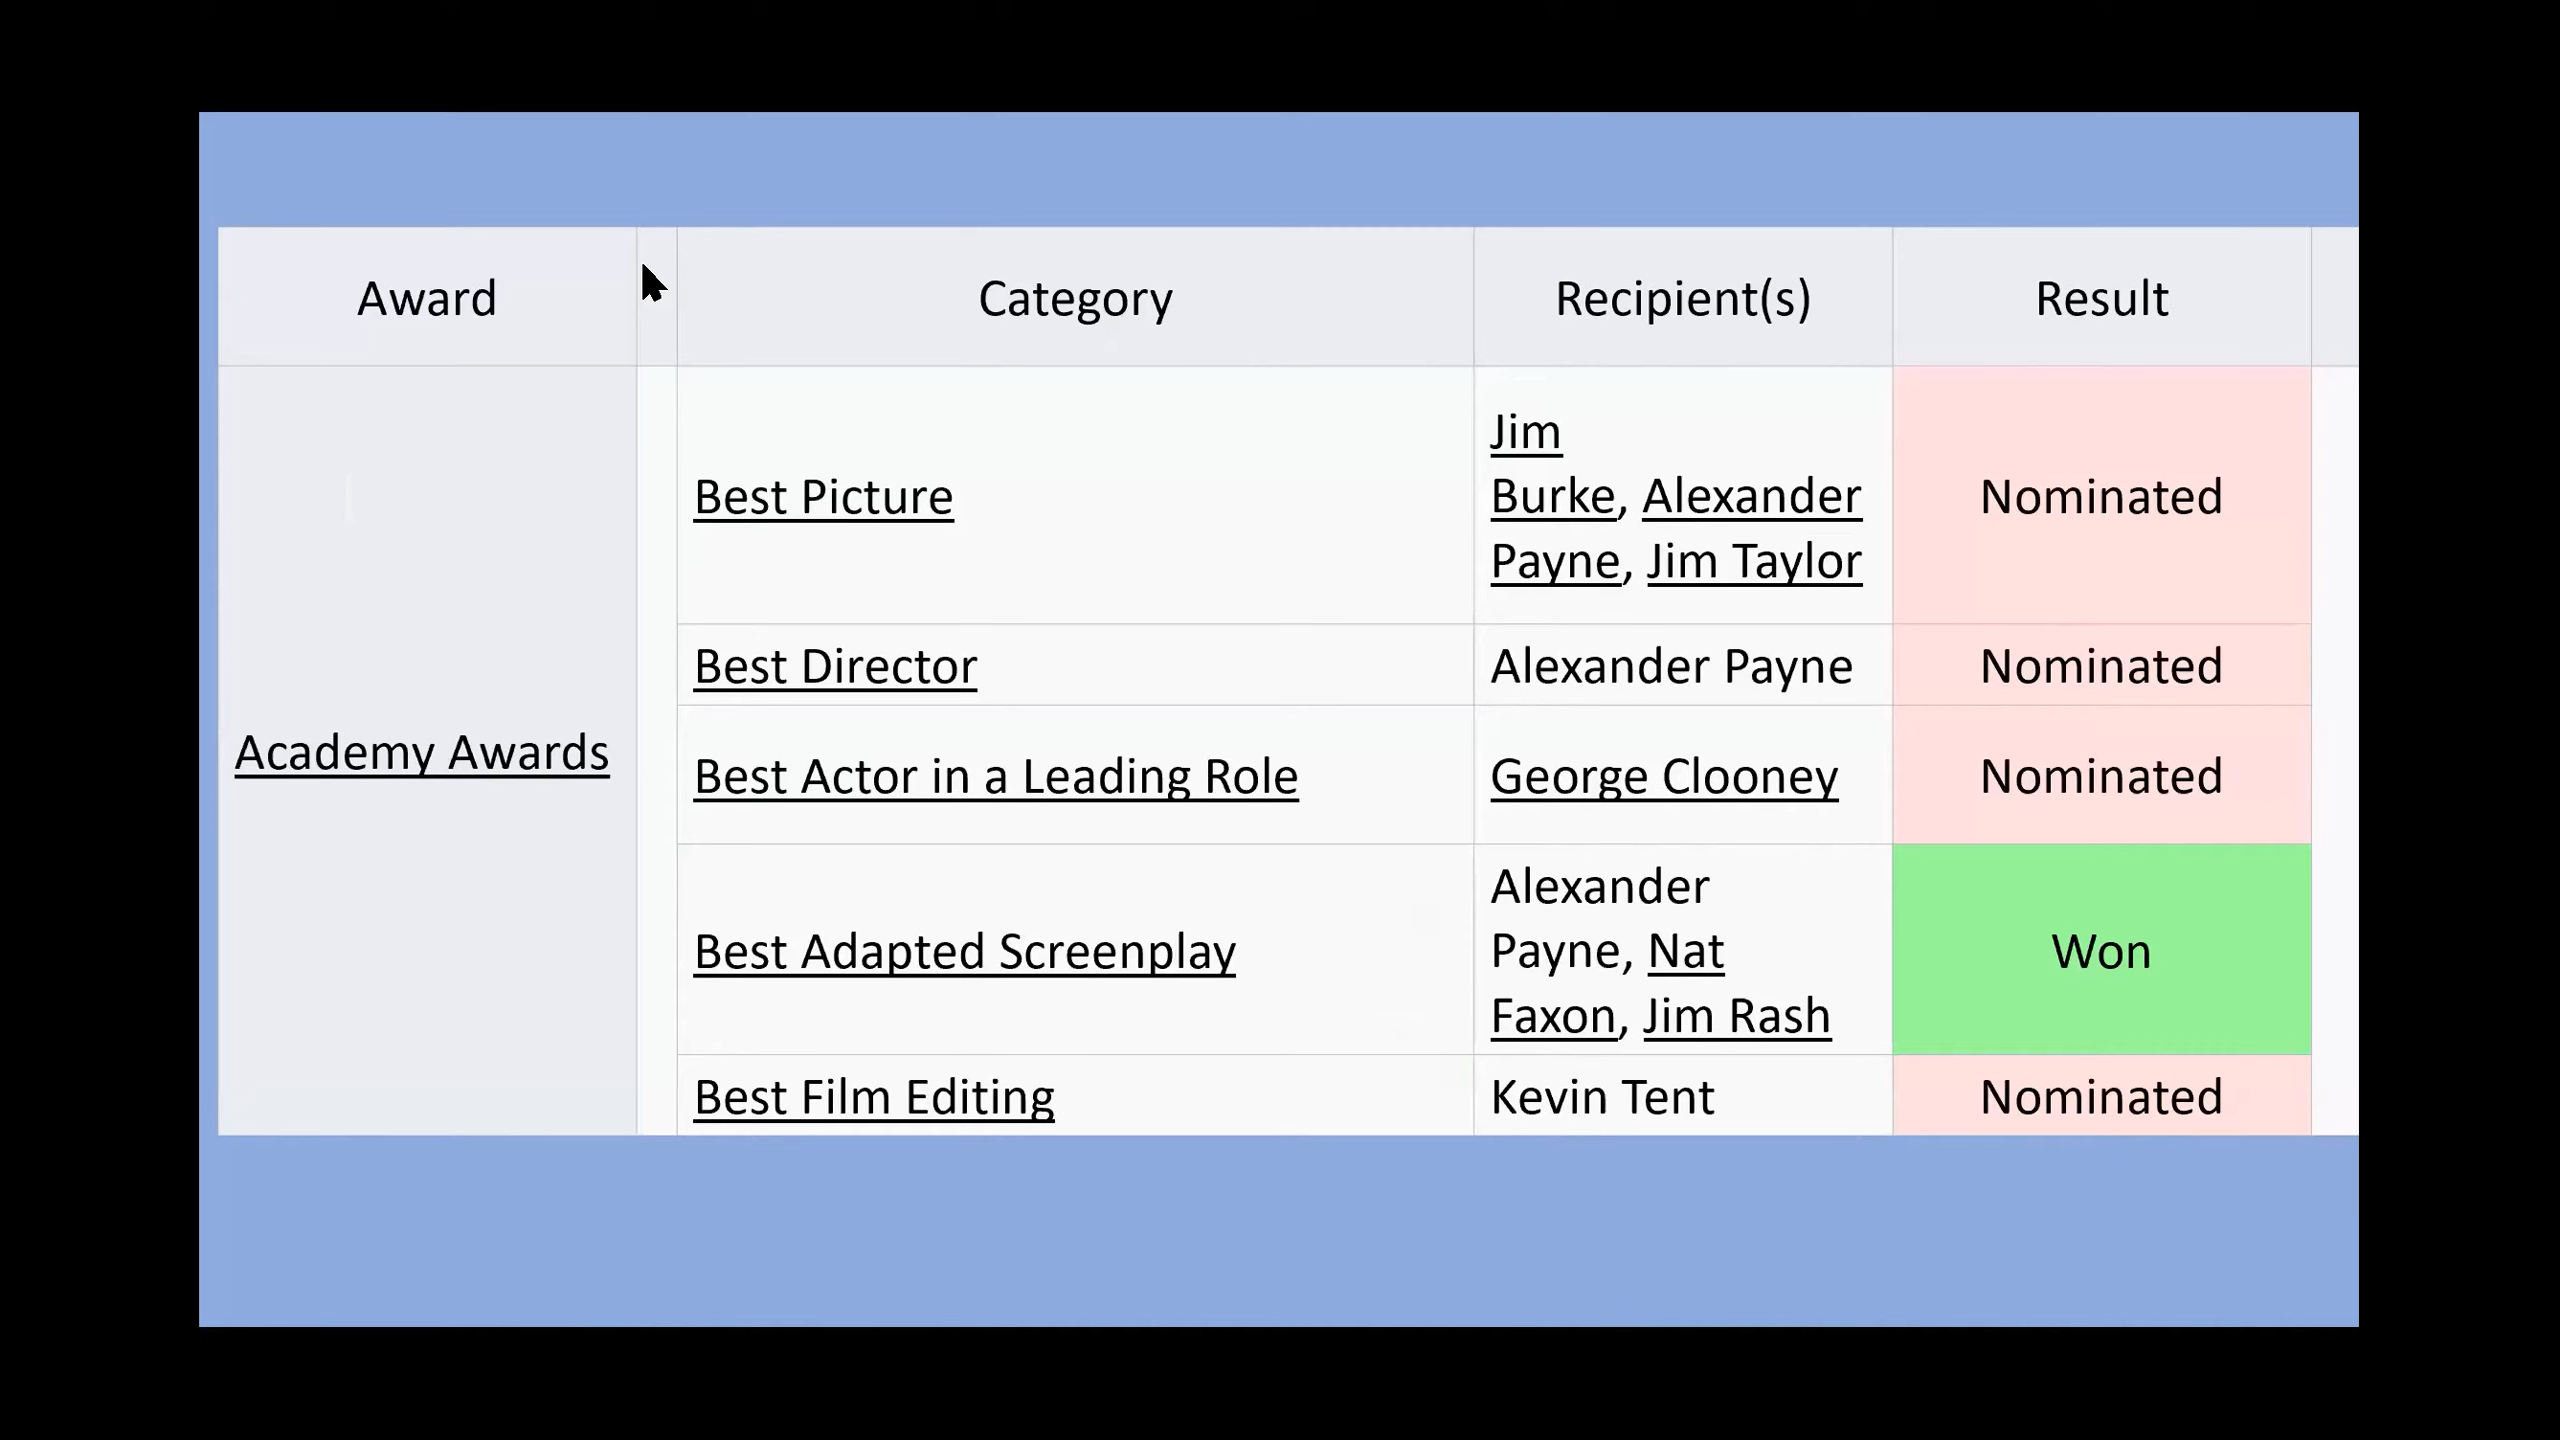 Award Category Recipient(s) Result
Academy Awards
Best Picture
Jim
Burke, Alexander
Payne, Jim Taylor
Nominated
Best Director Alexander Payne Nominated
Best Actor in a Leading Role George Clooney Nominated
Best Adapted Screenplay
Alexander
Payne, Nat
Faxon, Jim Rash
Won
Best Film Editing Kevin Tent Nominated